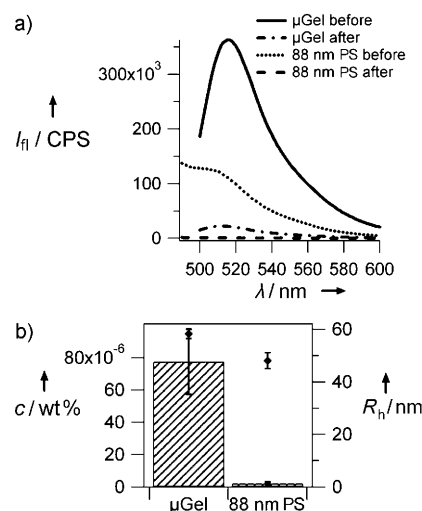 a)
µGel before
µGel after
88 nm PS before
88 nm PS after
300x10³
200
100
0
I_fl / CPS
500 520 540 560 580 600
λ / nm
b)
80x10⁻⁶
60
40
20
0
c / wt %
60
40
20
0
R_h / nm
µGel 88 nm PS